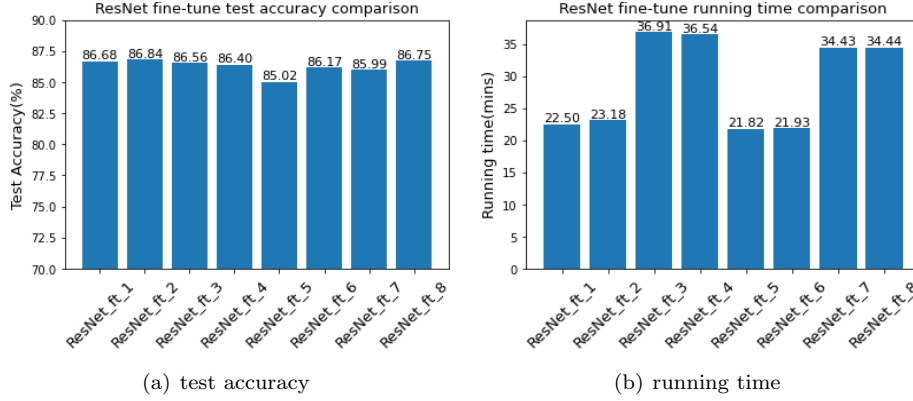 ResNet fine-tune test accuracy comparison
Test Accuracy(%)
90.0
87.5
85.0
82.5
80.0
77.5
75.0
72.5
70.0
86.68
86.84
86.56
86.40
85.02
86.17
85.99
86.75
ResNet_ft_1
ResNet_ft_2
ResNet_ft_3
ResNet_ft_4
ResNet_ft_5
ResNet_ft_6
ResNet_ft_7
ResNet_ft_8
(a) test accuracy
ResNet fine-tune running time comparison
Running time(mins)
35
30
25
20
15
10
5
0
22.50
23.18
36.91
36.54
21.82
21.93
34.43
34.44
ResNet_ft_1
ResNet_ft_2
ResNet_ft_3
ResNet_ft_4
ResNet_ft_5
ResNet_ft_6
ResNet_ft_7
ResNet_ft_8
(b) running time